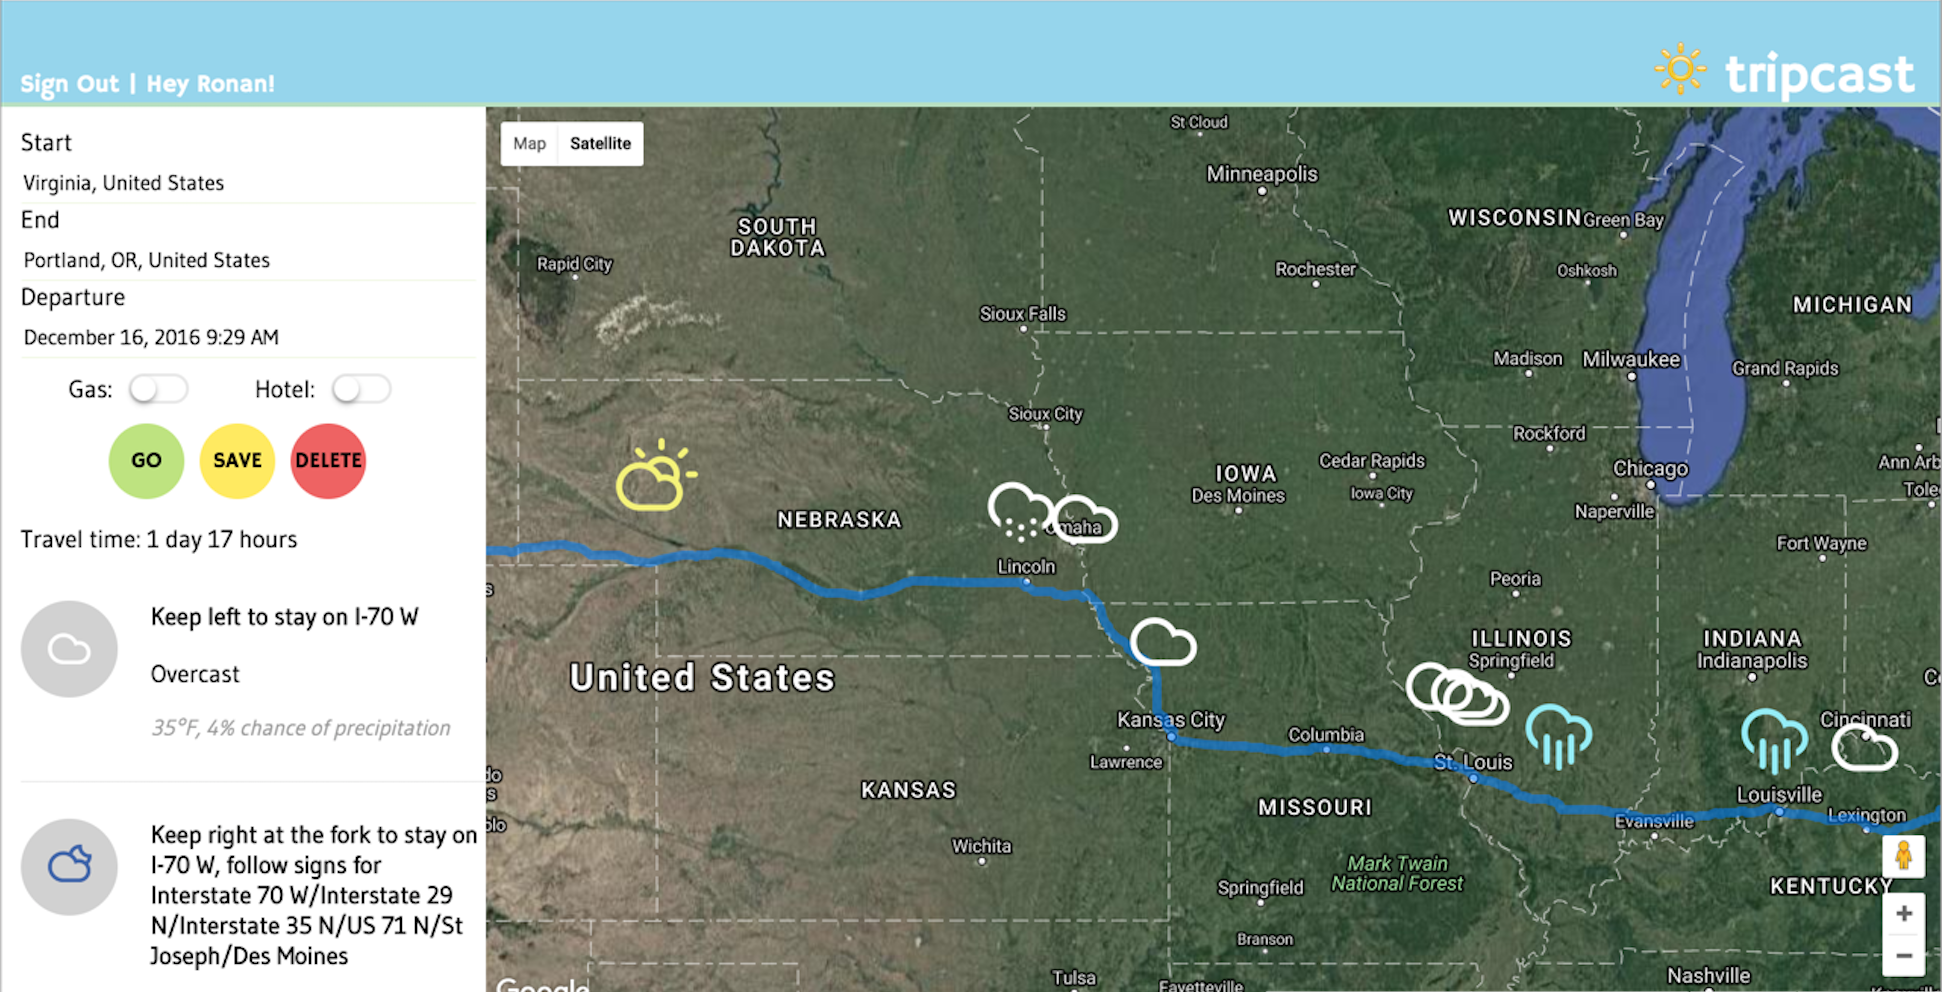 Sign Out | Hey Ronan!
tripcast
Start
Virginia, United States
End
Portland, OR, United States
Departure
December 16, 2016 9:29 AM
Gas:
Hotel:
GO
SAVE
DELETE
Travel time: 1 day 17 hours
Keep left to stay on I-70 W
Overcast
35°F, 4% chance of precipitation
Keep right at the fork to stay on
I-70 W, follow signs for
Interstate 70 W/Interstate 29
N/Interstate 35 N/US 71 N/St
Joseph/Des Moines
Map
Satellite
St Cloud
Minneapolis
WISCONSIN
Green Bay
SOUTH
DAKOTA
Rapid City
Rochester
Oshkosh
MICHIGAN
Sioux Falls
Madison
Milwaukee
Grand Rapids
Sioux City
Rockford
Cedar Rapids
IOWA
Chicago
Ann Arb
Des Moines
Iowa City
Tole
Naperville
NEBRASKA
Omaha
Fort Wayne
Lincoln
Peoria
ILLINOIS
INDIANA
Springfield
Indianapolis
United States
Kansas City
Cincinnati
Columbia
Lawrence
St. Louis
KANSAS
Louisville
MISSOURI
Lexington
Evansville
Wichita
Mark Twain
National Forest
Springfield
KENTUCKY
Branson
Tulsa
Nashville
Fayetteville
Google